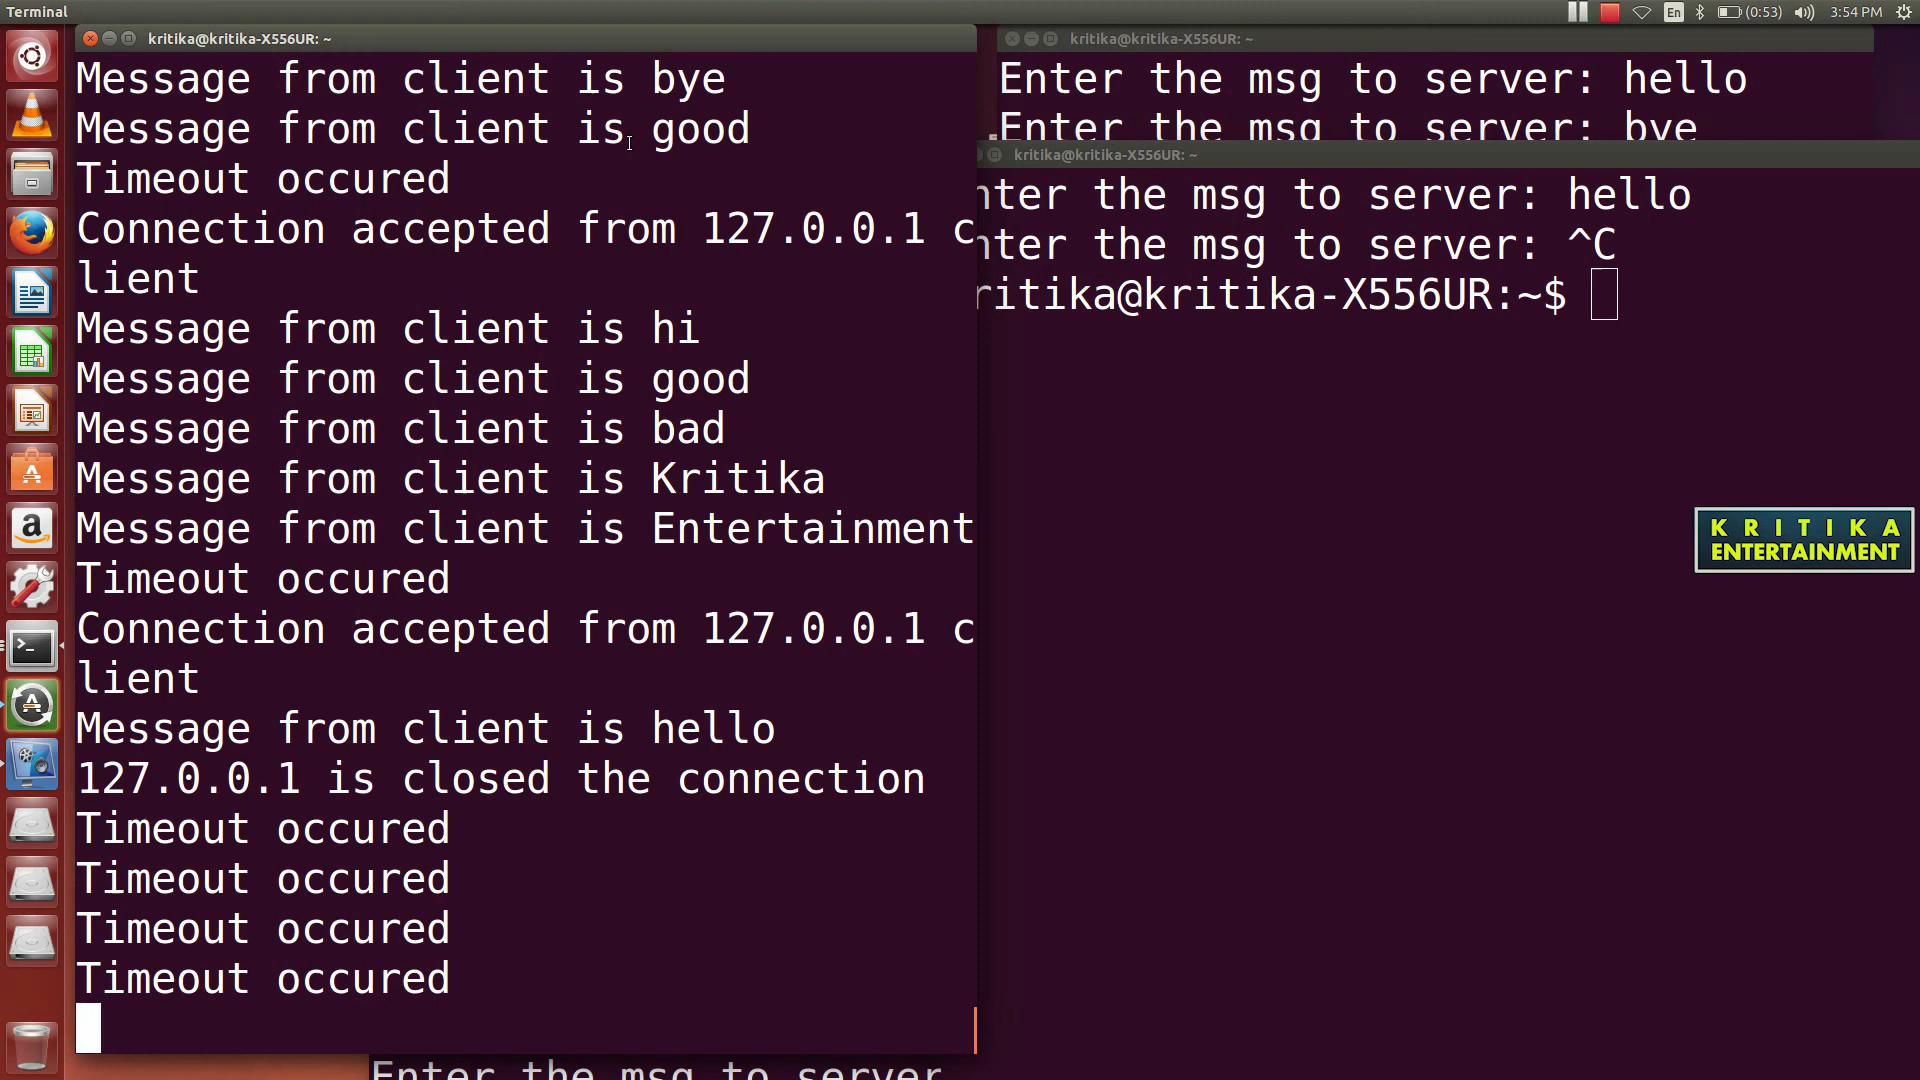 Terminal
En
(0:53)
3:54 PM
kritika@kritika-X556UR: ~
Message from client is bye
Message from client is good
Timeout occured
Connection accepted from 127.0.0.1 c
lient
Message from client is hi
Message from client is good
Message from client is bad
Message from client is Kritika
Message from client is Entertainment
Timeout occured
Connection accepted from 127.0.0.1 c
lient
Message from client is hello
127.0.0.1 is closed the connection
Timeout occured
Timeout occured
Timeout occured
Timeout occured
kritika@kritika-X556UR: ~
Enter the msg to server: hello
Enter the msg to server: bye
kritika@kritika-X556UR: ~
nter the msg to server: hello
nter the msg to server: ^C
ritika@kritika-X556UR:~$
KRITIKA
ENTERTAINMENT
Enter the msg to server